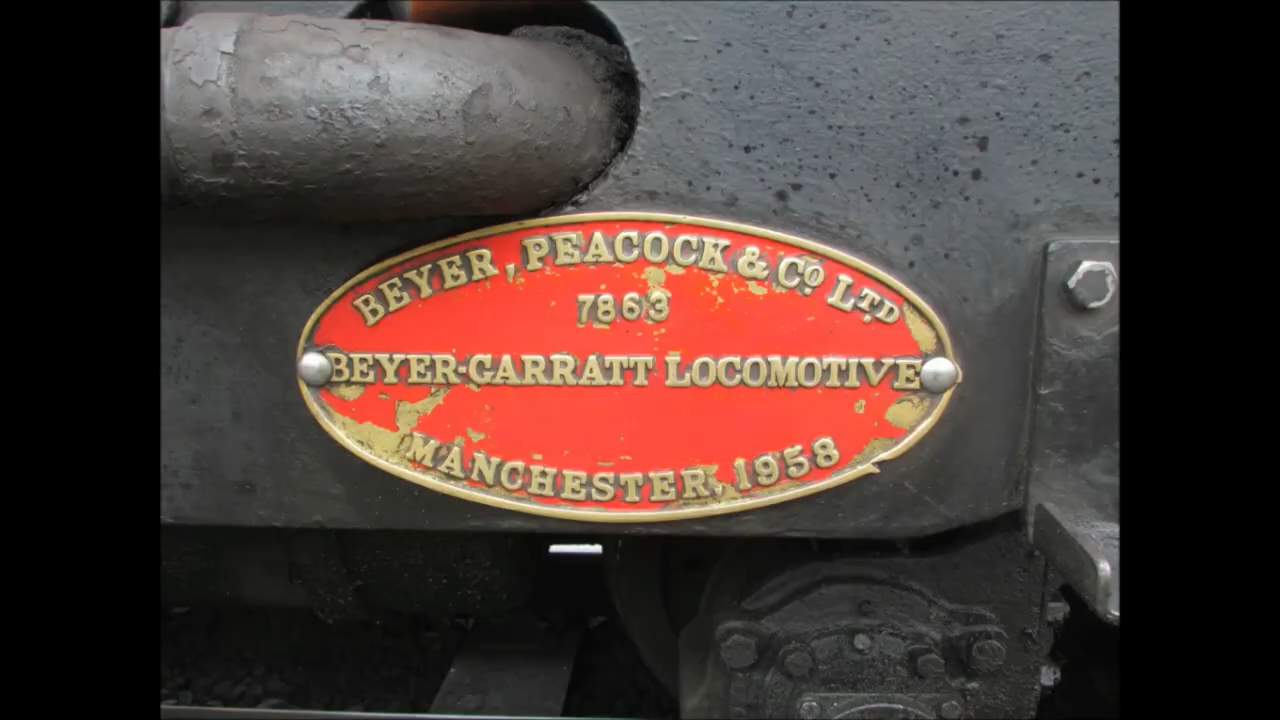 BEYER, PEACOCK & CO LTD
7863
BEYER-GARRATT LOCOMOTIVE
MANCHESTER, 1958